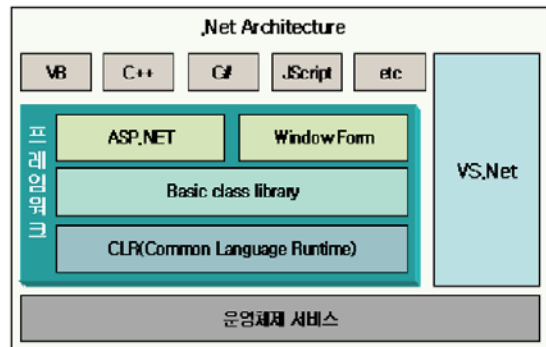 .Net Architecture
VB C++ C# JScript etc
프레임워크
ASP.NET Window Form
VS.Net
Basic class library
CLR(Common Language Runtime)
운영체제 서비스